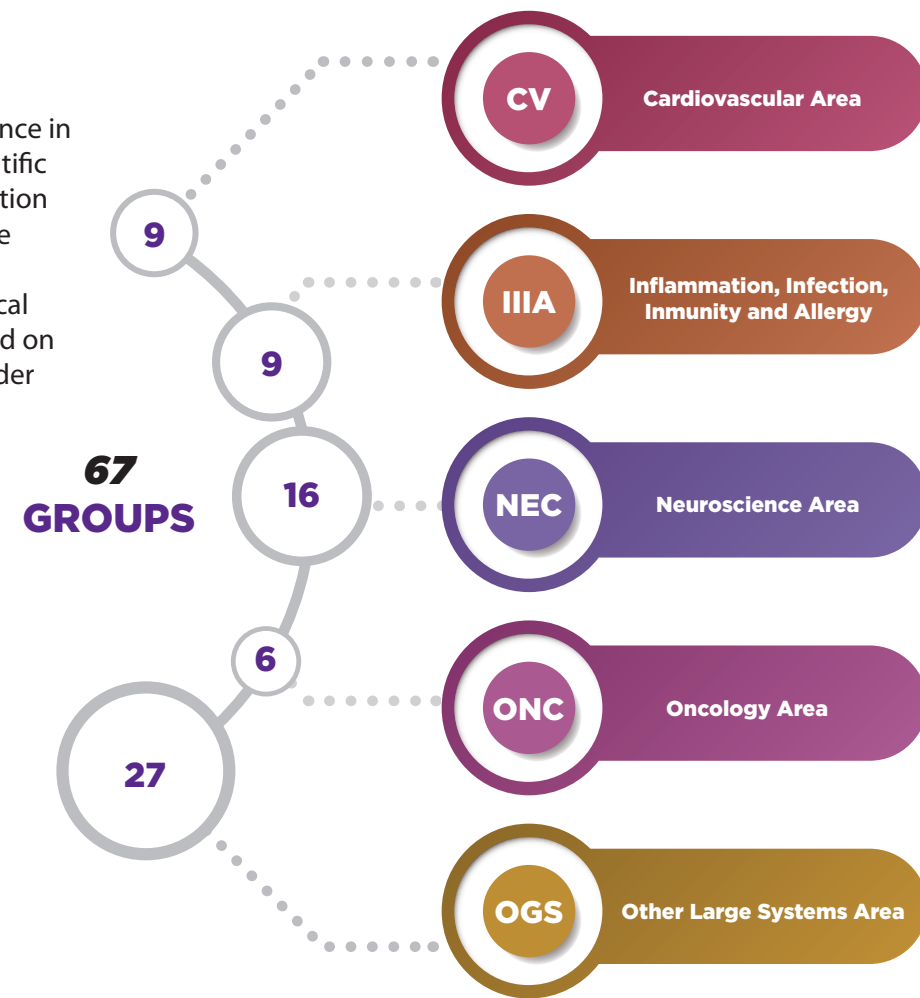 ence in
tific
tion
e
cal
d on
der
67
GROUPS
9
9
16
6
27
CV
Cardiovascular Area
IIIA
Inflammation, Infection,
Inmunity and Allergy
NEC
Neuroscience Area
ONC
Oncology Area
OGS
Other Large Systems Area